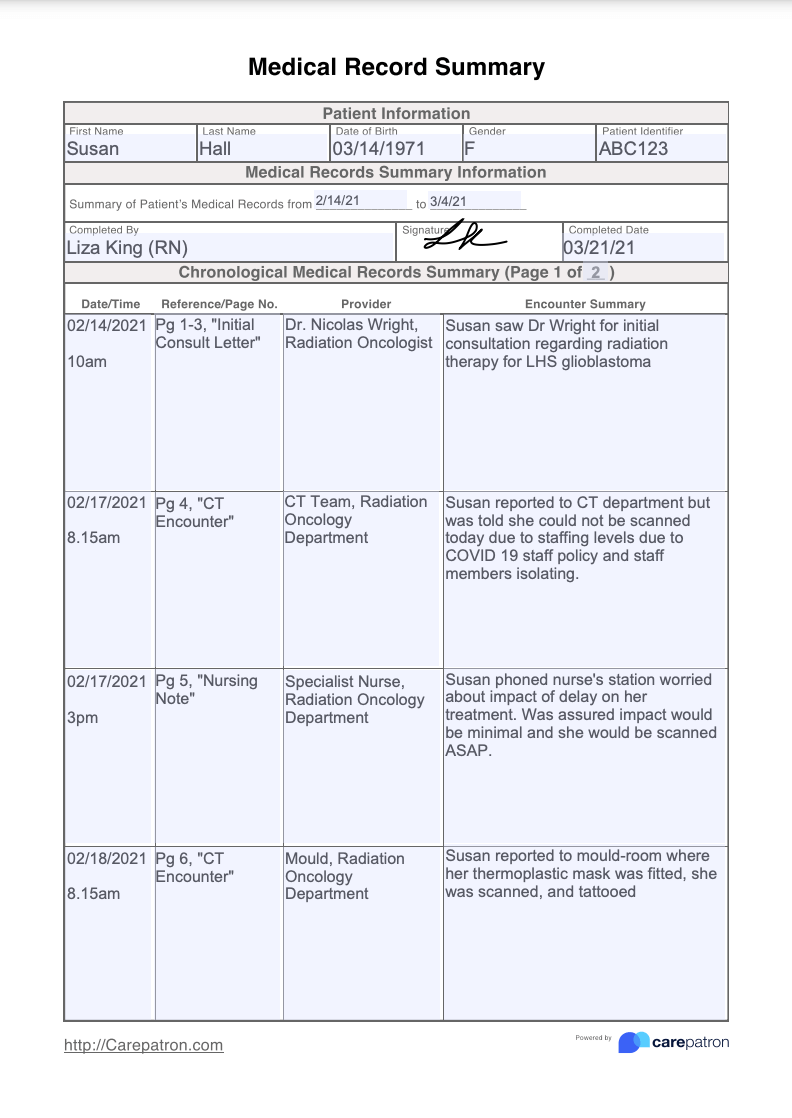 Medical Record Summary
Patient Information
First Name Last Name Date of Birth Gender Patient Identifier
Susan Hall 03/14/1971 F ABC123
Medical Records Summary Information
Summary of Patient's Medical Records from 2/14/21 to 3/4/21
Completed By Signature Completed Date
Liza King (RN) 03/21/21
Chronological Medical Records Summary (Page 1 of 2 )
Date/Time Reference/Page No. Provider Encounter Summary
02/14/2021
10am
Pg 1-3, "Initial
Consult Letter"
Dr. Nicolas Wright,
Radiation Oncologist
Susan saw Dr Wright for initial
consultation regarding radiation
therapy for LHS glioblastoma
02/17/2021
8.15am
Pg 4, "CT
Encounter"
CT Team, Radiation
Oncology
Department
Susan reported to CT department but
was told she could not be scanned
today due to staffing levels due to
COVID 19 staff policy and staff
members isolating.
02/17/2021
3pm
Pg 5, "Nursing
Note"
Specialist Nurse,
Radiation Oncology
Department
Susan phoned nurse's station worried
about impact of delay on her
treatment. Was assured impact would
be minimal and she would be scanned
ASAP.
02/18/2021
8.15am
Pg 6, "CT
Encounter"
Mould, Radiation
Oncology
Department
Susan reported to mould-room where
her thermoplastic mask was fitted, she
was scanned, and tattooed
http://Carepatron.com
Powered by carepatron